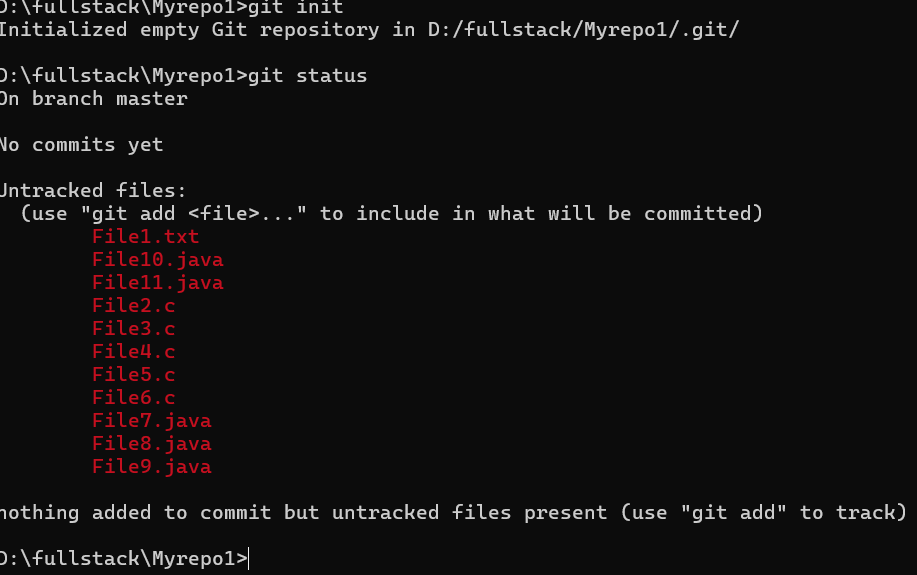 D:\fullstack\Myrepo1>git init
Initialized empty Git repository in D:/fullstack/Myrepo1/.git/
D:\fullstack\Myrepo1>git status
On branch master
No commits yet
Untracked files:
  (use "git add <file>..." to include in what will be committed)
        File1.txt
        File10.java
        File11.java
        File2.c
        File3.c
        File4.c
        File5.c
        File6.c
        File7.java
        File8.java
        File9.java
nothing added to commit but untracked files present (use "git add" to track)
D:\fullstack\Myrepo1>